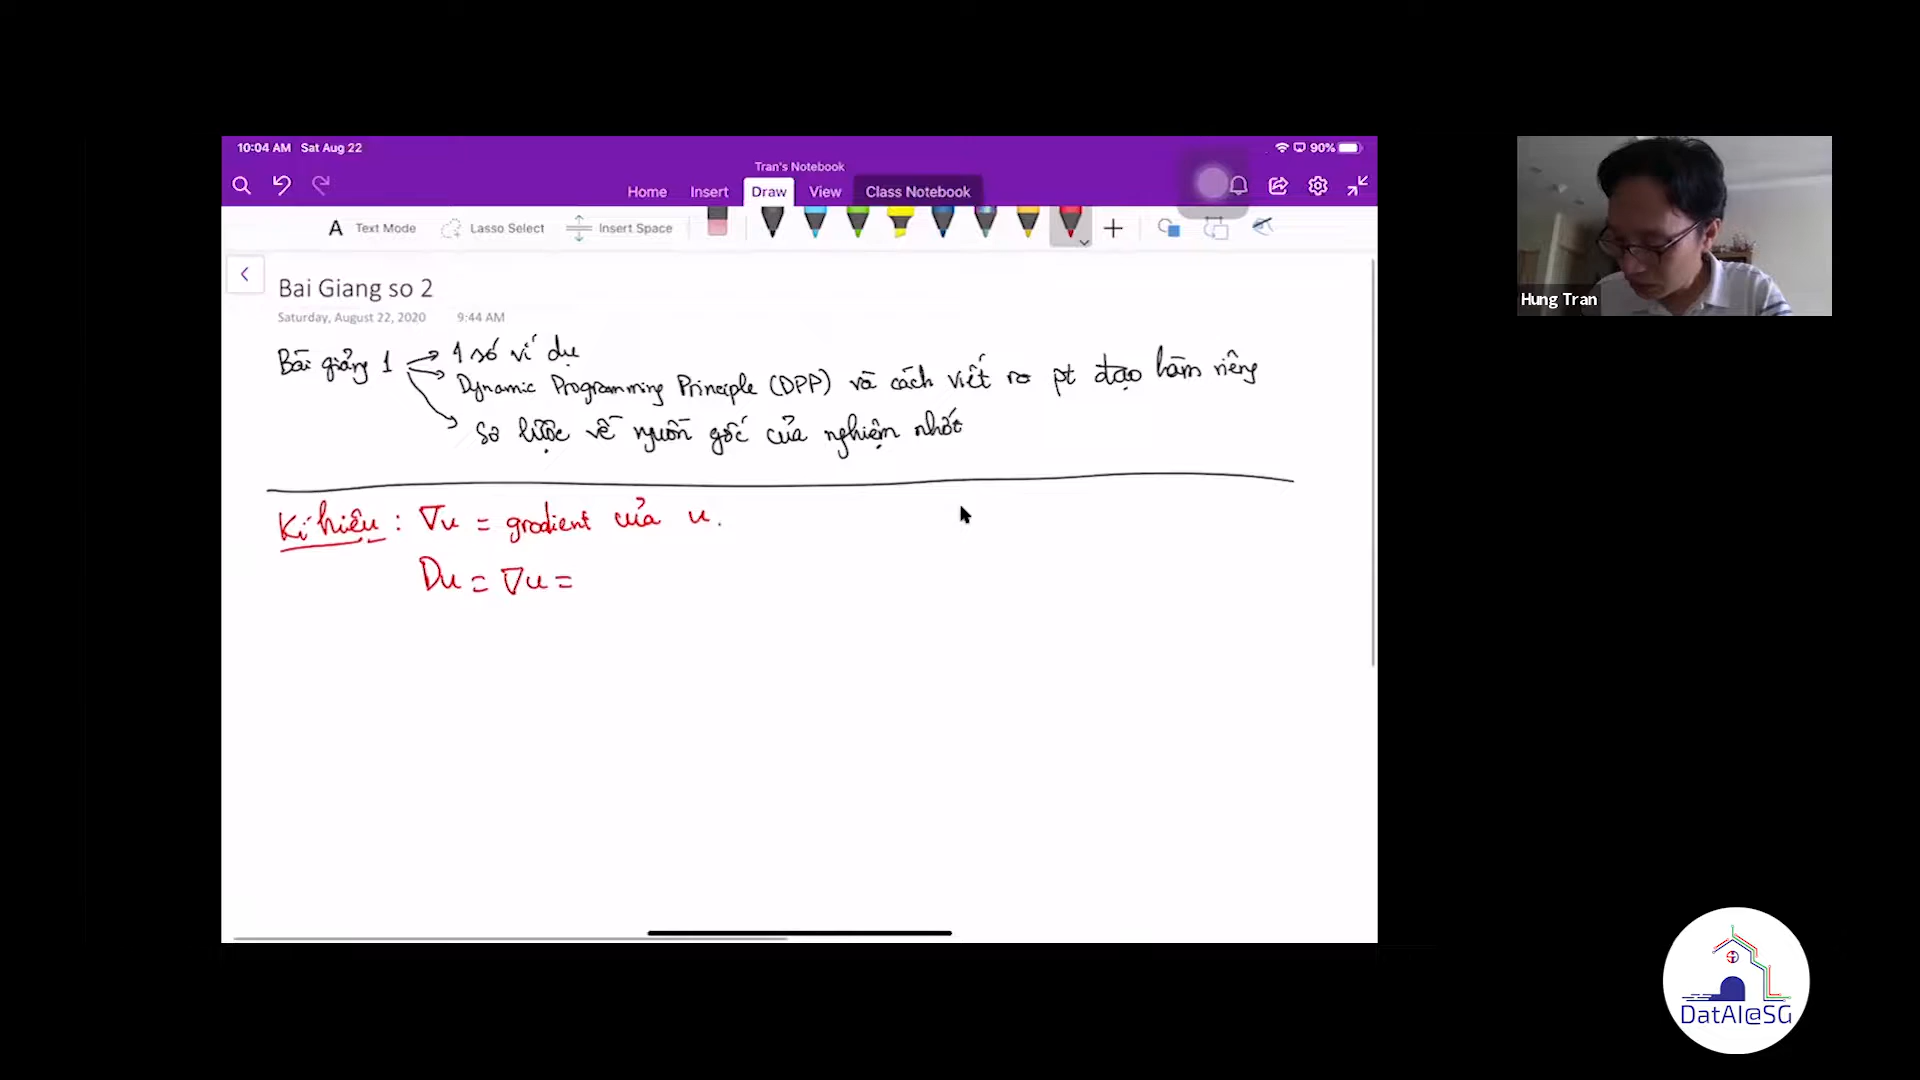 10:04 AM Sat Aug 22
90%
Tran's Notebook
Home Insert Draw View Class Notebook
A Text Mode Lasso Select Insert Space
Bai Giang so 2
Saturday, August 22, 2020 9:44 AM
Bài giảng 1 → 1 số ví dụ
→ Dynamic Programming Principle (DPP) và cách viết ra pt đạo hàm riêng
→ Sơ lược về nguồn gốc của nghiệm nhớt
Kí hiệu : ∇u = gradient của u.
Du = ∇u =
Hung Tran
DatAI@SG